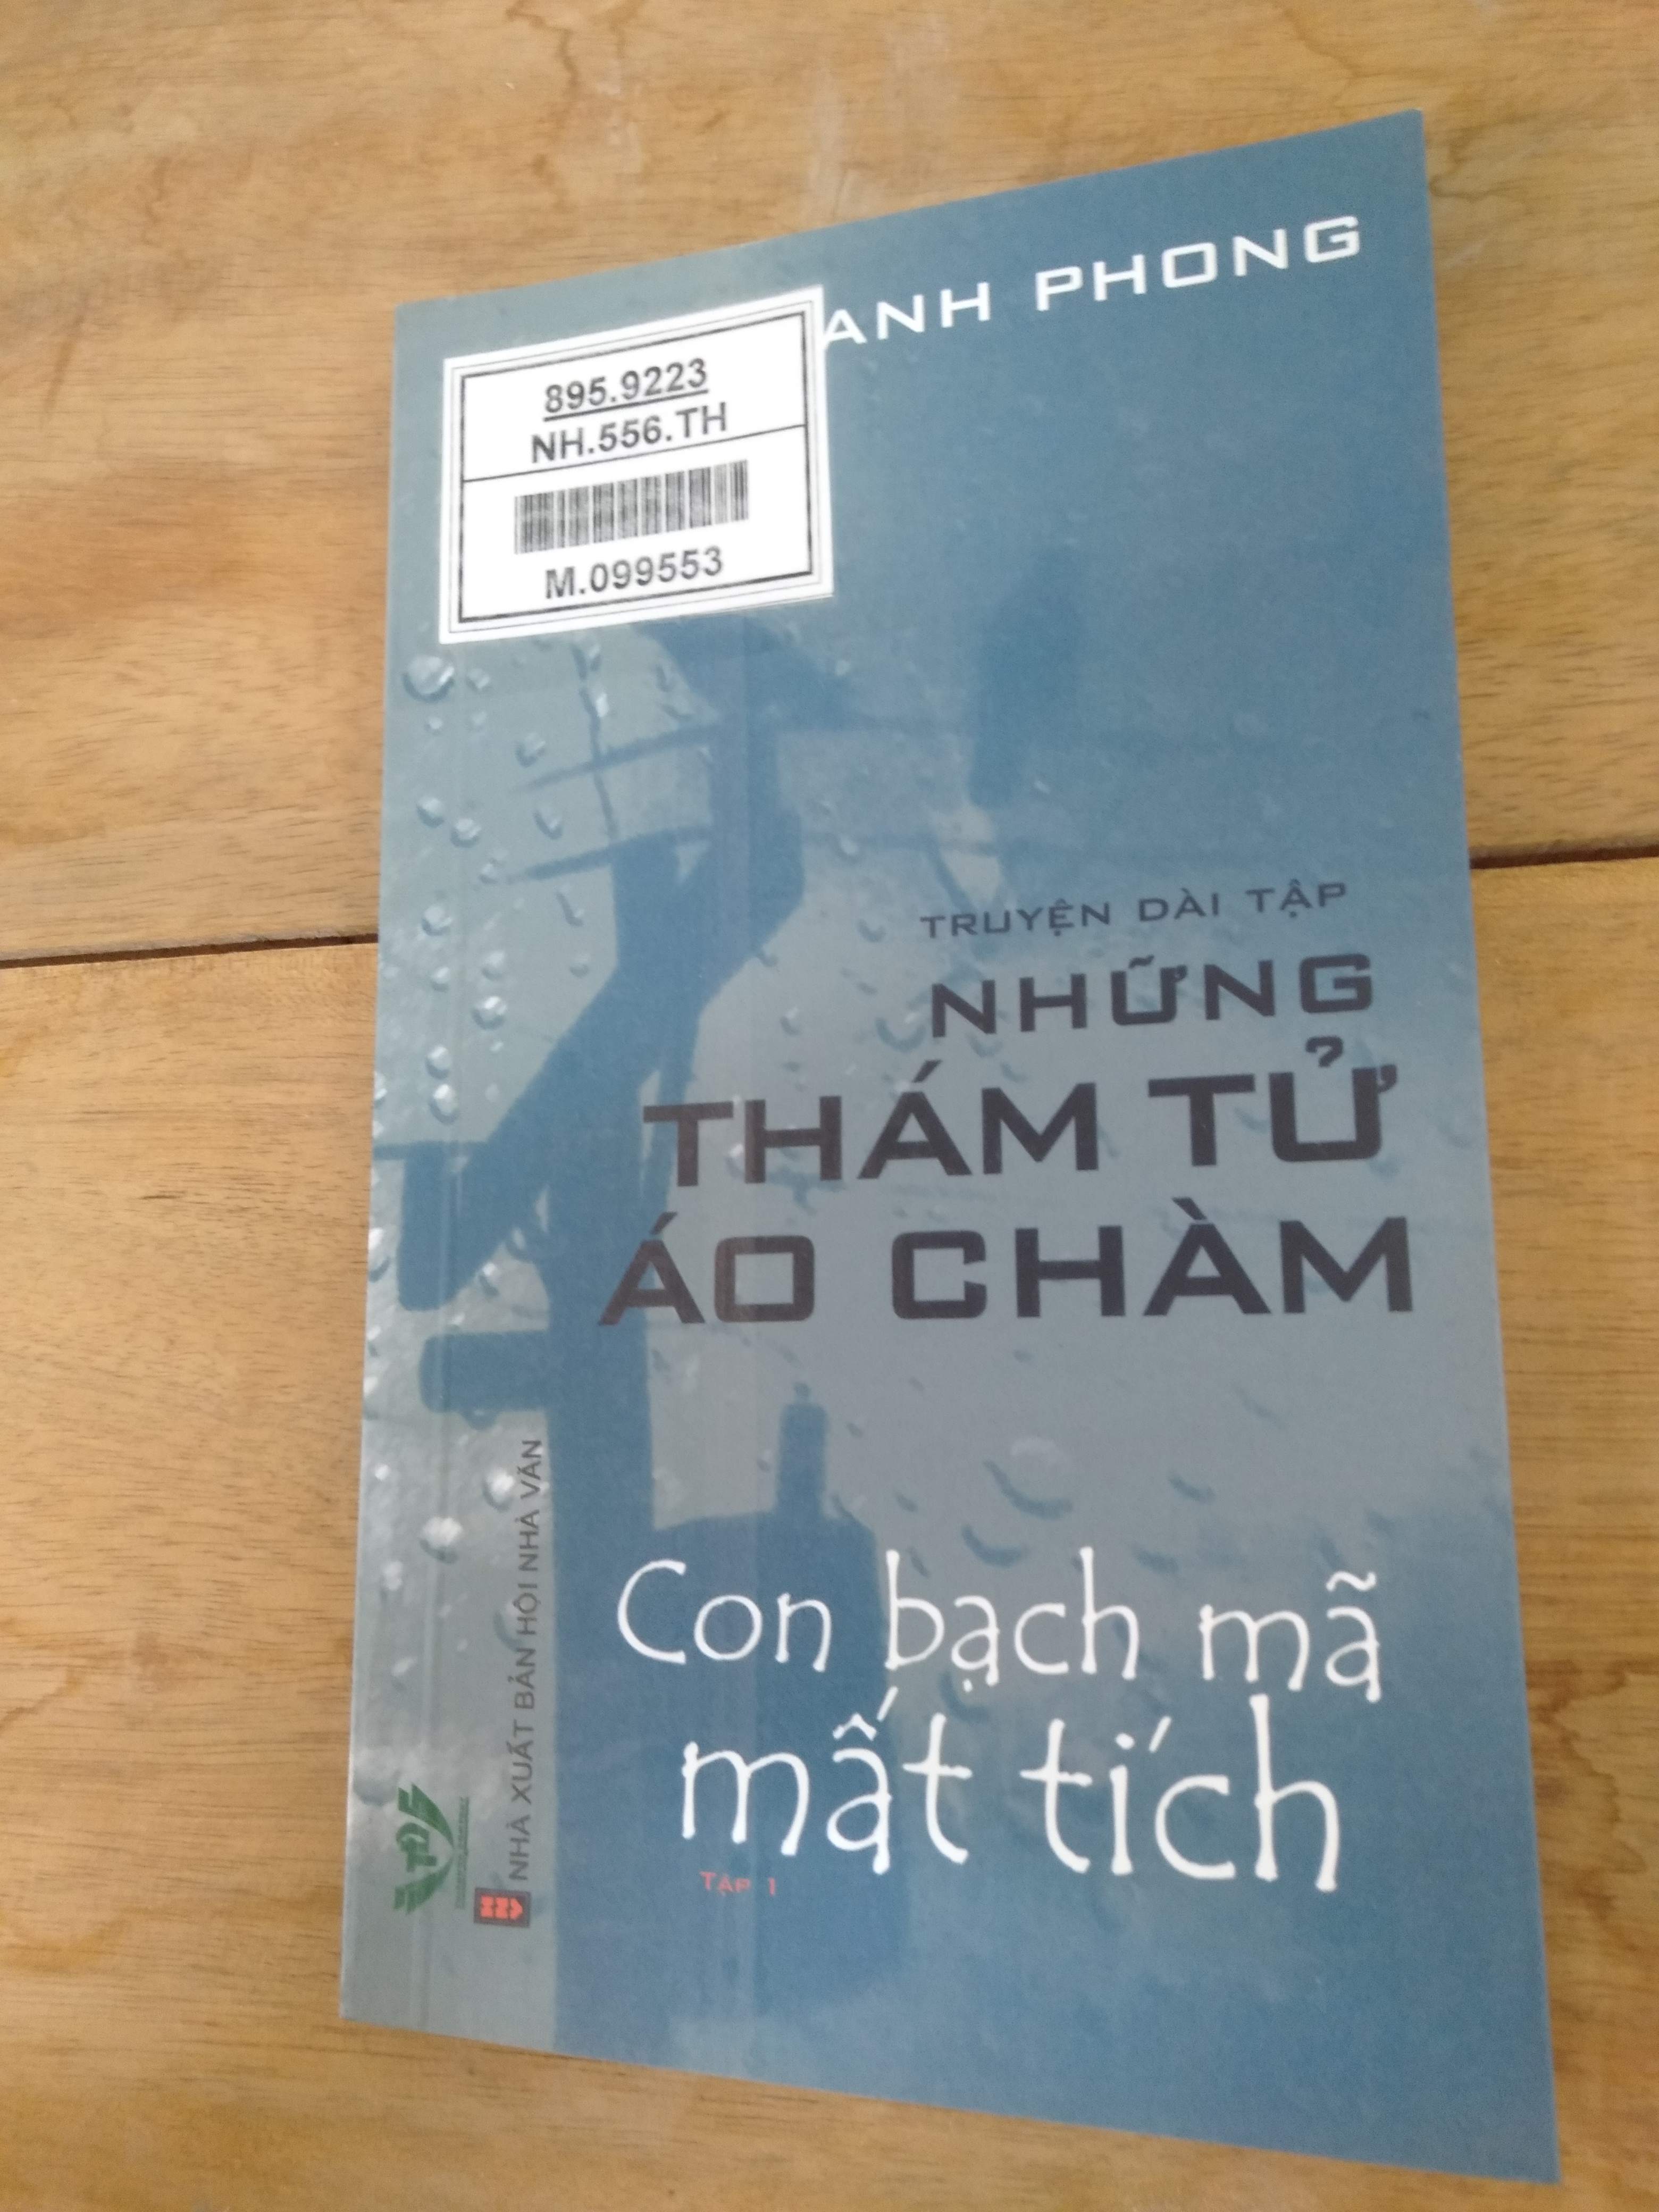 ANH PHONG
895.9223
NH.556.TH
M.099553
TRUYỆN DÀI TẬP
NHỮNG
THÁM TỬ
ÁO CHÀM
Con bạch mã
mất tích
TẬP 1
NHÀ XUẤT BẢN HỘI NHÀ VĂN